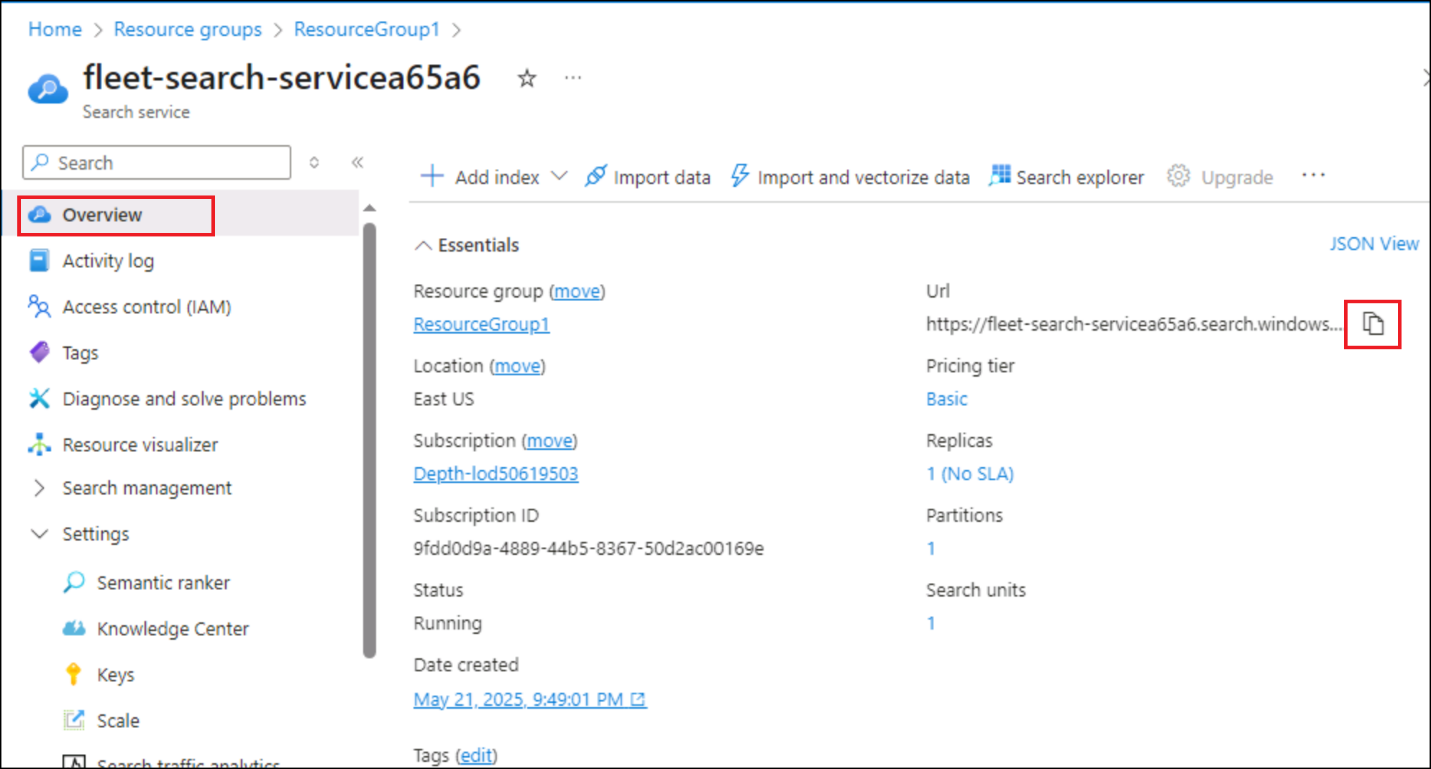 Home > Resource groups > ResourceGroup1 >
fleet-search-servicea65a6
Search service
Search
Overview
Activity log
Access control (IAM)
Tags
Diagnose and solve problems
Resource visualizer
Search management
Settings
Semantic ranker
Knowledge Center
Keys
Scale
Search traffic analytics
Add index
Import data
Import and vectorize data
Search explorer
Upgrade
Essentials
JSON View
Resource group (move)
ResourceGroup1
Location (move)
East US
Subscription (move)
Depth-lod50619503
Subscription ID
9fdd0d9a-4889-44b5-8367-50d2ac00169e
Status
Running
Date created
May 21, 2025, 9:49:01 PM
Tags (edit)
Url
https://fleet-search-servicea65a6.search.windows...
Pricing tier
Basic
Replicas
1 (No SLA)
Partitions
1
Search units
1